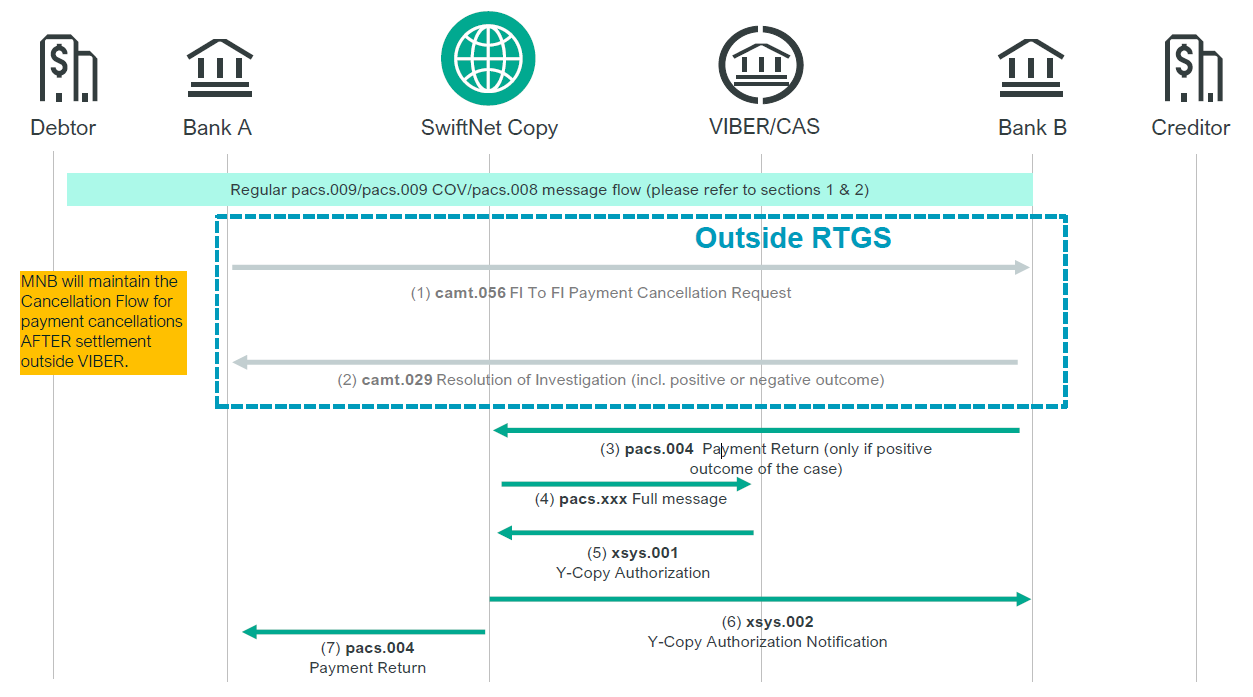 $
$
Debtor
Bank A
SwiftNet Copy
VIBER/CAS
Bank B
Creditor
Regular pacs.009/pacs.009 COV/pacs.008 message flow (please refer to sections 1 & 2)
Outside RTGS
MNB will maintain the
Cancellation Flow for
payment cancellations
AFTER settlement
outside VIBER.
(1) camt.056 FI To FI Payment Cancellation Request
(2) camt.029 Resolution of Investigation (incl. positive or negative outcome)
(3) pacs.004 Payment Return (only if positive
outcome of the case)
(4) pacs.xxx Full message
(5) xsys.001
Y-Copy Authorization
(6) xsys.002
Y-Copy Authorization Notification
(7) pacs.004
Payment Return